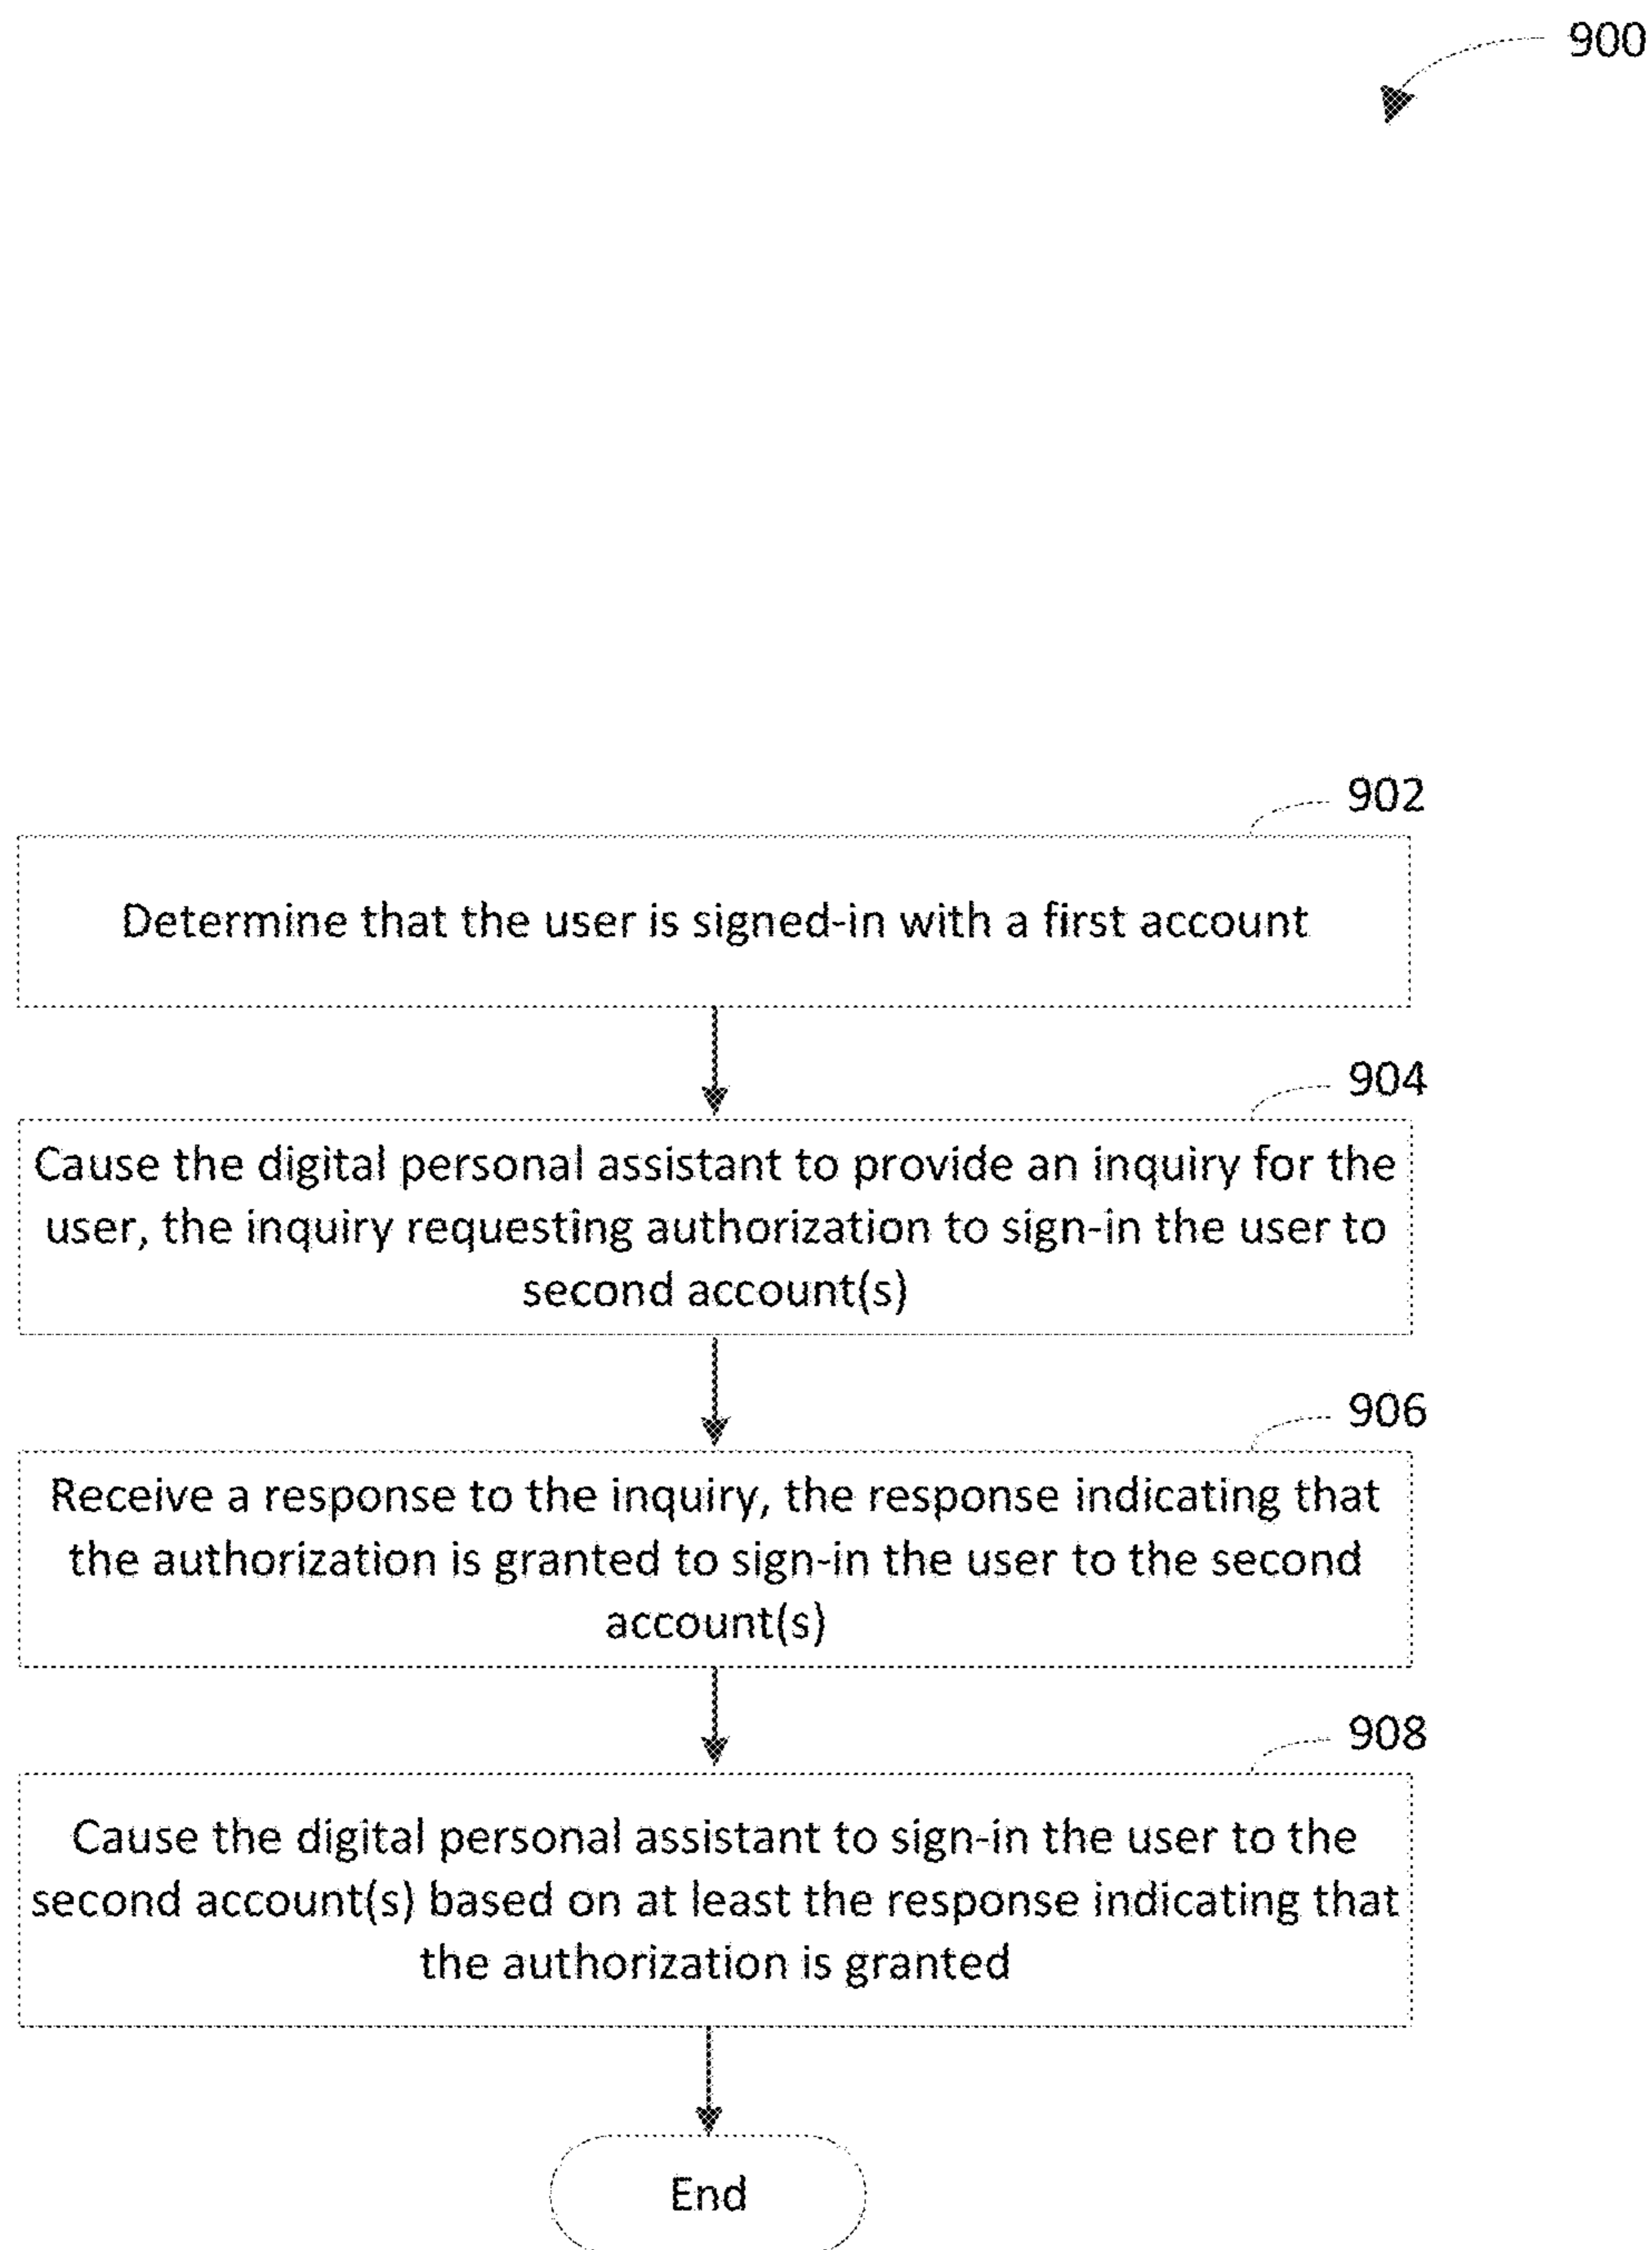 900
902
Determine that the user is signed-in with a first account
904
Cause the digital personal assistant to provide an inquiry for the
user, the inquiry requesting authorization to sign-in the user to
second account(s)
906
Receive a response to the inquiry, the response indicating that
the authorization is granted to sign-in the user to the second
account(s)
908
Cause the digital personal assistant to sign-in the user to the
second account(s) based on at least the response indicating that
the authorization is granted
End